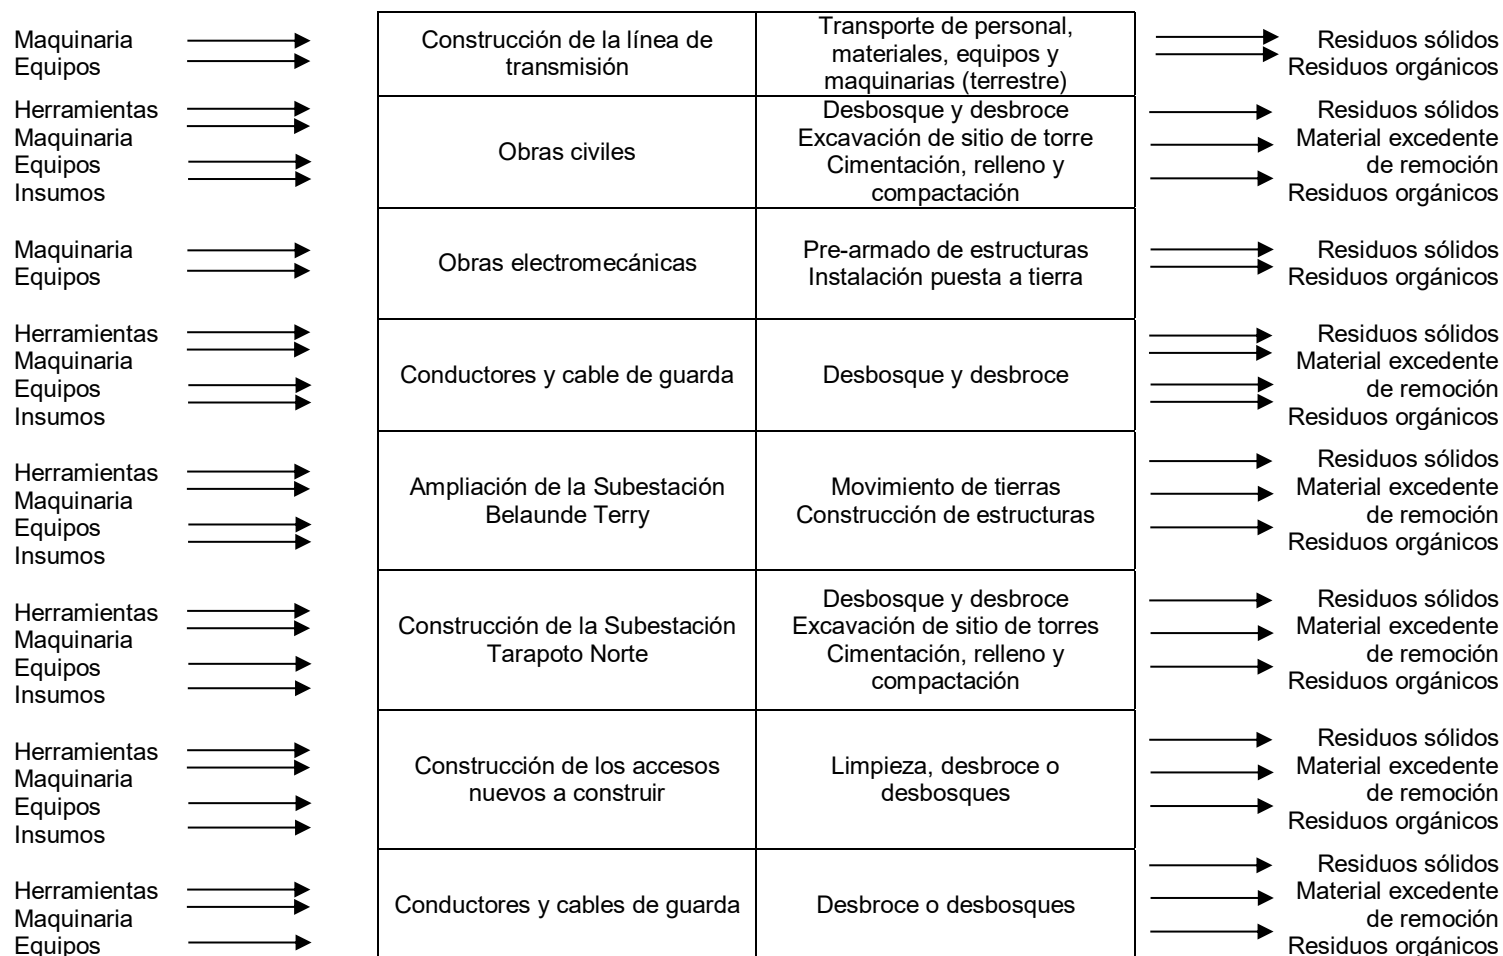 Maquinaria
Equipos
Construcción de la línea de
transmisión
Transporte de personal,
materiales, equipos y
maquinarias (terrestre)
Residuos sólidos
Residuos orgánicos
Herramientas
Maquinaria
Equipos
Insumos
Obras civiles
Desbosque y desbroce
Excavación de sitio de torre
Cimentación, relleno y
compactación
Residuos sólidos
Material excedente
de remoción
Residuos orgánicos
Maquinaria
Equipos
Obras electromecánicas
Pre-armado de estructuras
Instalación puesta a tierra
Residuos sólidos
Residuos orgánicos
Herramientas
Maquinaria
Equipos
Insumos
Conductores y cable de guarda
Desbosque y desbroce
Residuos sólidos
Material excedente
de remoción
Residuos orgánicos
Herramientas
Maquinaria
Equipos
Insumos
Ampliación de la Subestación
Belaunde Terry
Movimiento de tierras
Construcción de estructuras
Residuos sólidos
Material excedente
de remoción
Residuos orgánicos
Herramientas
Maquinaria
Equipos
Insumos
Construcción de la Subestación
Tarapoto Norte
Desbosque y desbroce
Excavación de sitio de torres
Cimentación, relleno y
compactación
Residuos sólidos
Material excedente
de remoción
Residuos orgánicos
Herramientas
Maquinaria
Equipos
Insumos
Construcción de los accesos
nuevos a construir
Limpieza, desbroce o
desbosques
Residuos sólidos
Material excedente
de remoción
Residuos orgánicos
Herramientas
Maquinaria
Equipos
Conductores y cables de guarda
Desbroce o desbosques
Residuos sólidos
Material excedente
de remoción
Residuos orgánicos